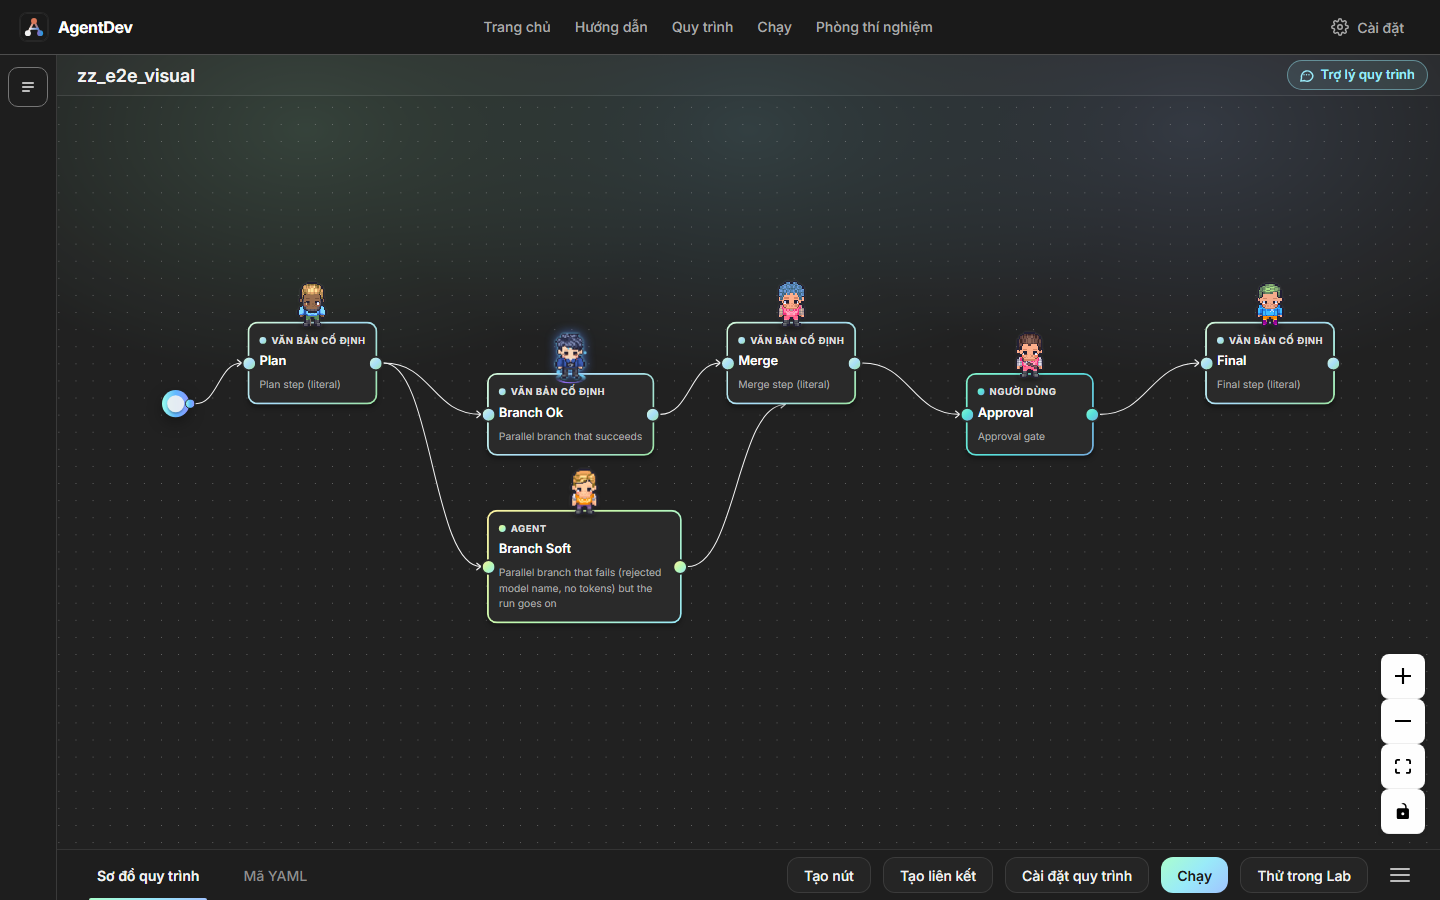 AgentDev
Trang chủ
Hướng dẫn
Quy trình
Chạy
Phòng thí nghiệm
Cài đặt
zz_e2e_visual
Trợ lý quy trình
VĂN BẢN CỐ ĐỊNH
Plan
Plan step (literal)
VĂN BẢN CỐ ĐỊNH
Branch Ok
Parallel branch that succeeds
AGENT
Branch Soft
Parallel branch that fails (rejected
model name, no tokens) but the
run goes on
VĂN BẢN CỐ ĐỊNH
Merge
Merge step (literal)
NGƯỜI DÙNG
Approval
Approval gate
VĂN BẢN CỐ ĐỊNH
Final
Final step (literal)
Sơ đồ quy trình
Mã YAML
Tạo nút
Tạo liên kết
Cài đặt quy trình
Chạy
Thử trong Lab